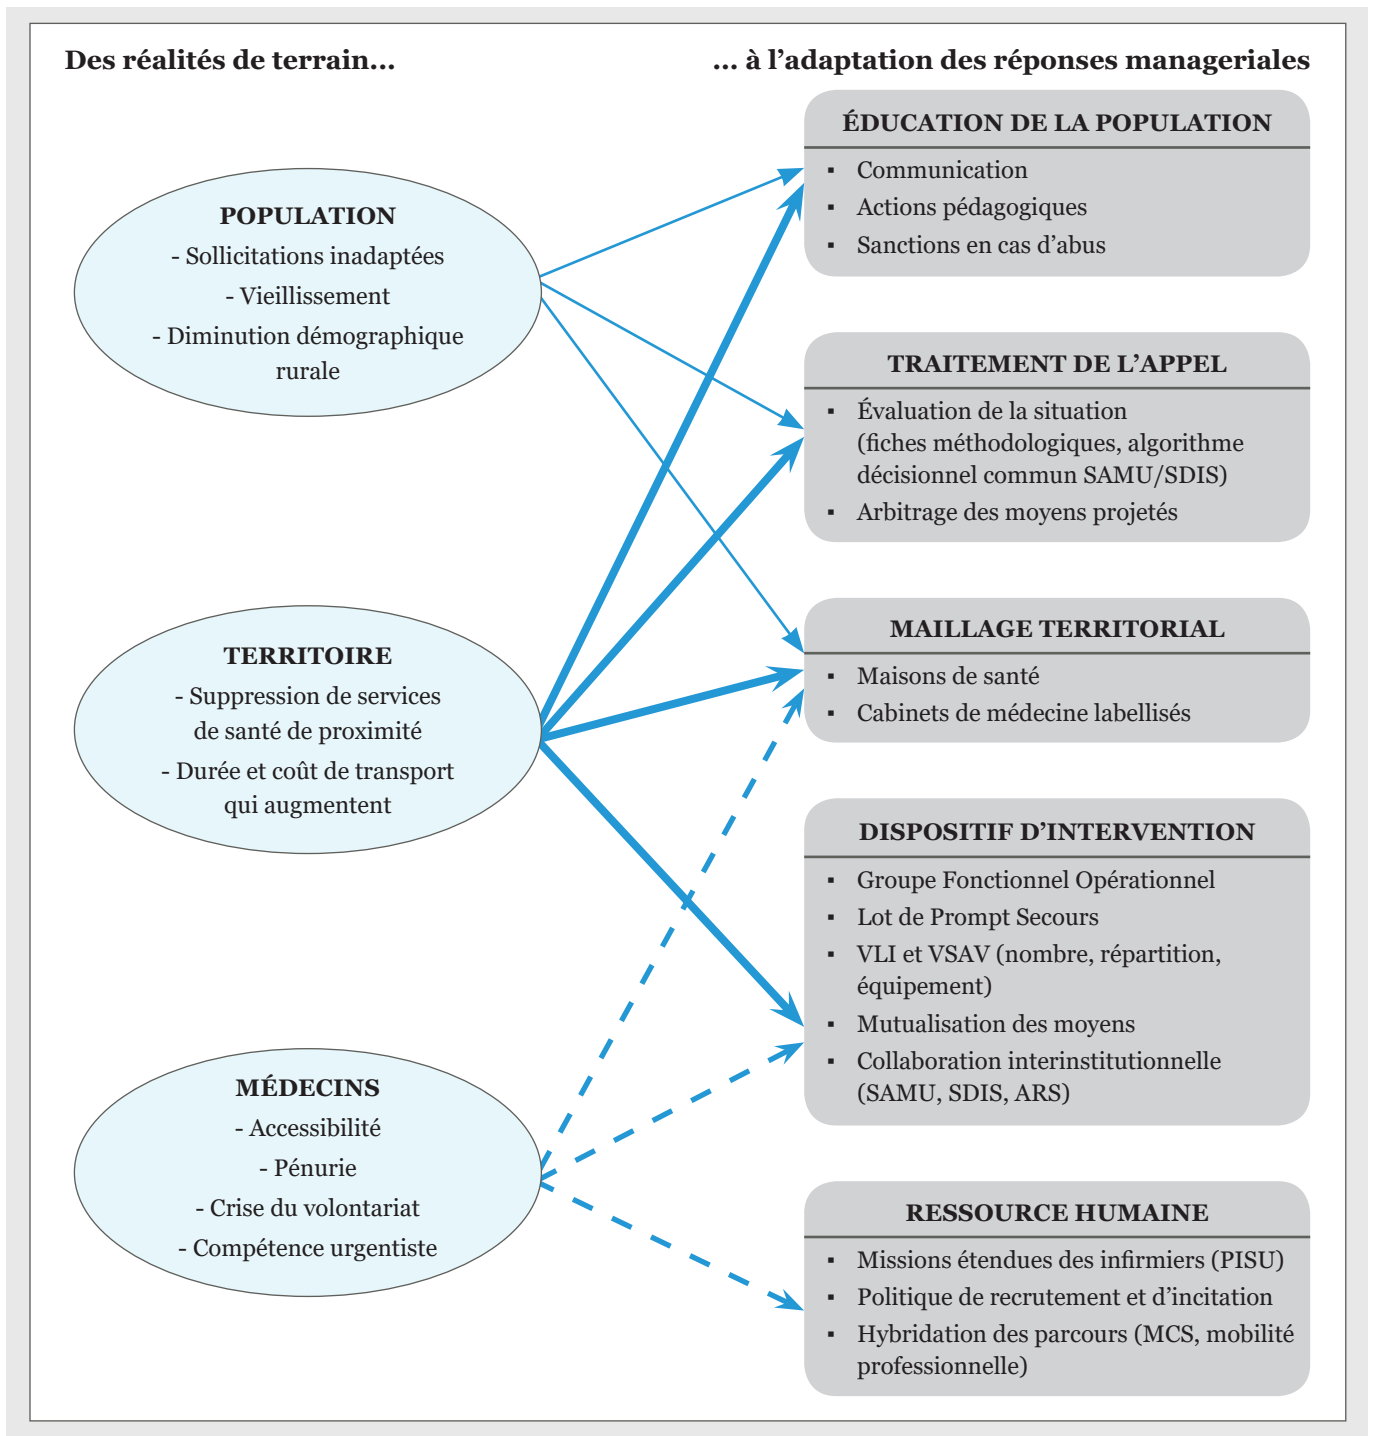 Des réalités de terrain...
... à l'adaptation des réponses manageriales
POPULATION
- Sollicitations inadaptées
- Vieillissement
- Diminution démographique
rurale
TERRITOIRE
- Suppression de services
de santé de proximité
- Durée et coût de transport
qui augmentent
MÉDECINS
- Accessibilité
- Pénurie
- Crise du volontariat
- Compétence urgentiste
ÉDUCATION DE LA POPULATION
▪ Communication
▪ Actions pédagogiques
▪ Sanctions en cas d'abus
TRAITEMENT DE L'APPEL
▪ Évaluation de la situation
(fiches méthodologiques, algorithme
décisionnel commun SAMU/SDIS)
▪ Arbitrage des moyens projetés
MAILLAGE TERRITORIAL
▪ Maisons de santé
▪ Cabinets de médecine labellisés
DISPOSITIF D'INTERVENTION
▪ Groupe Fonctionnel Opérationnel
▪ Lot de Prompt Secours
▪ VLI et VSAV (nombre, répartition,
équipement)
▪ Mutualisation des moyens
▪ Collaboration interinstitutionnelle
(SAMU, SDIS, ARS)
RESSOURCE HUMAINE
▪ Missions étendues des infirmiers (PISU)
▪ Politique de recrutement et d'incitation
▪ Hybridation des parcours (MCS, mobilité
professionnelle)